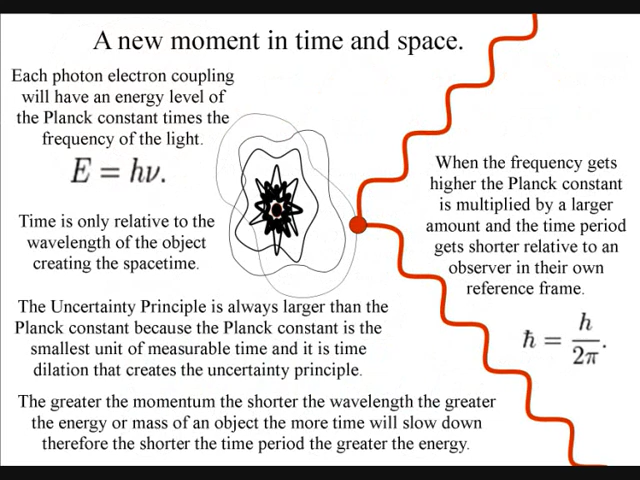 A new moment in time and space.
Each photon electron coupling
will have an energy level of
the Planck constant times the
frequency of the light.
E = hν.
Time is only relative to the
wavelength of the object
creating the spacetime.
When the frequency gets
higher the Planck constant
is multiplied by a larger
amount and the time period
gets shorter relative to an
observer in their own
reference frame.
ħ = h/2π.
The Uncertainty Principle is always larger than the
Planck constant because the Planck constant is the
smallest unit of measurable time and it is time
dilation that creates the uncertainty principle.
The greater the momentum the shorter the wavelength the greater
the energy or mass of an object the more time will slow down
therefore the shorter the time period the greater the energy.